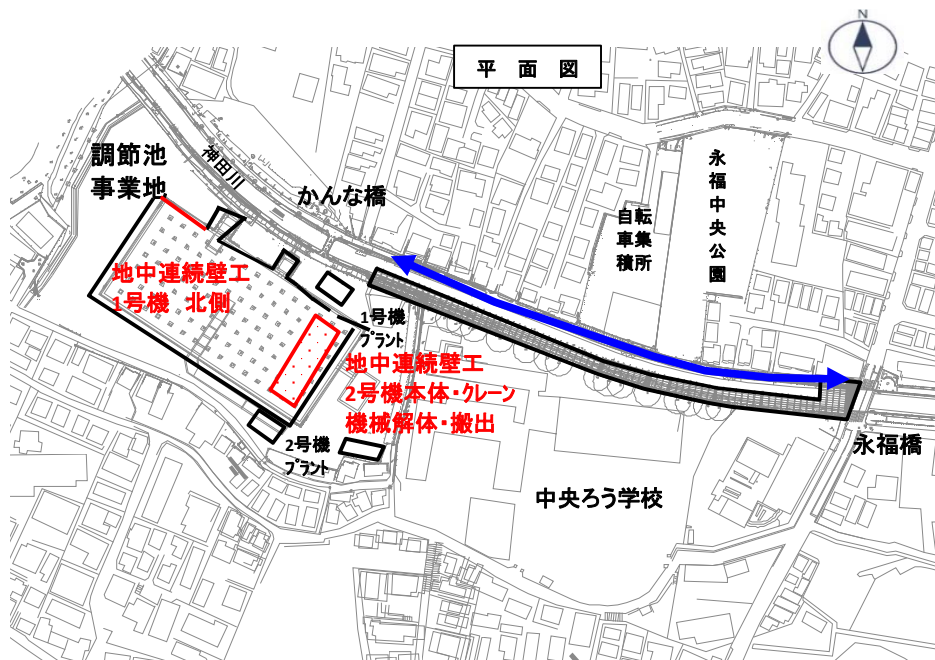 N
平 面 図
調節池
事業地
神田川
かんな橋
永福中央公園
自転
車集
積所
地中連続壁工
1号機 北側
1号機
プラント
地中連続壁工
2号機本体・クレーン
機械解体・搬出
2号機
プラント
永福橋
中央ろう学校